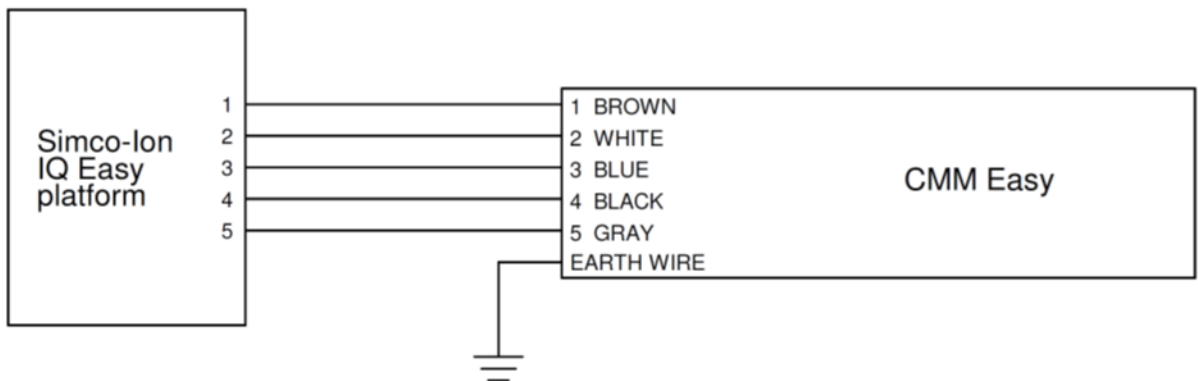 Simco-Ion
IQ Easy
platform
1
2
3
4
5
1 BROWN
2 WHITE
3 BLUE
4 BLACK
5 GRAY
EARTH WIRE
CMM Easy